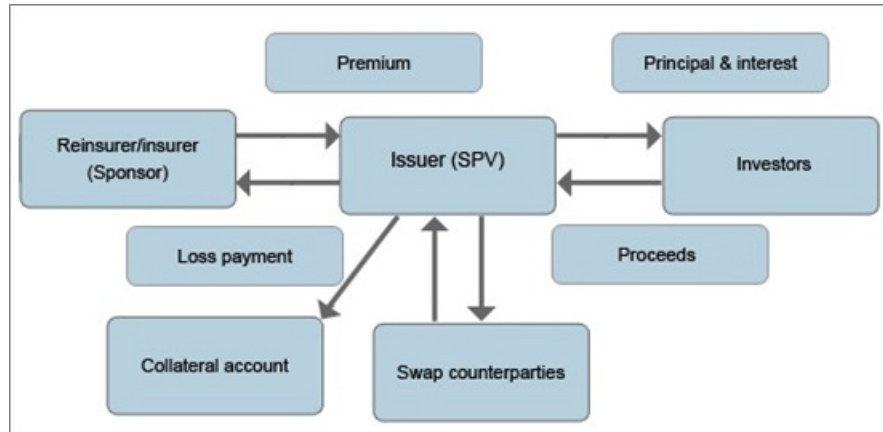 Premium
Principal & interest
Reinsurer/insurer
(Sponsor)
Issuer (SPV)
Investors
Loss payment
Proceeds
Collateral account
Swap counterparties